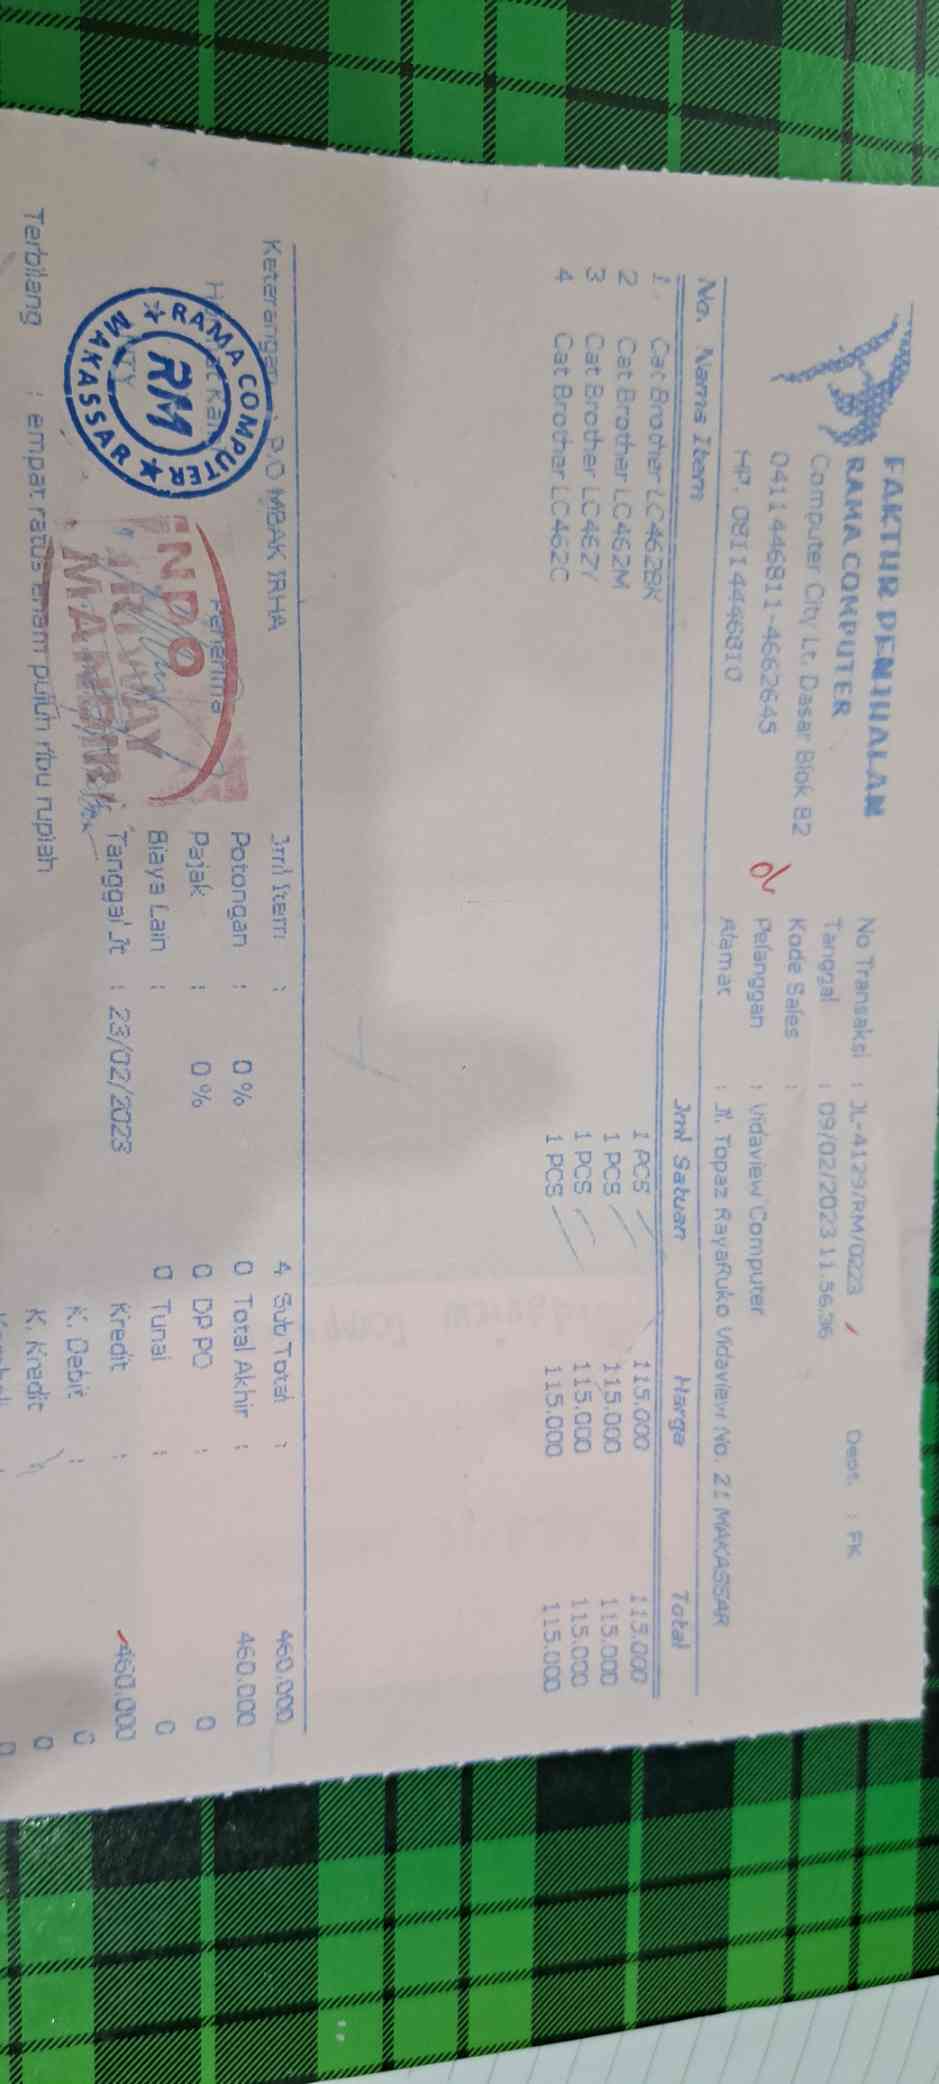 FAKTUR PENJUALAN
RAMA COMPUTER
Computer City Lt. Dasar Blok B2
0411446811-4662645
HP. 08114446810
No Transaksi : JL-4129/RM/0223
Dept. : FK
Tanggal : 09/02/2023 11.56.36
Kode Sales :
Pelanggan : Vidaview Computer
Alamat : Jl. Topaz RayaRuko Vidaview No. 21 MAKASSAR
No. Nama Item Jml Satuan Harga Total
1. Cat Brother LC462BK 1 PCS 115.000 115.000
2 Cat Brother LC462M 1 PCS 115.000 115.000
3 Cat Brother LC462Y 1 PCS 115.000 115.000
4 Cat Brother LC462C 1 PCS 115.000 115.000
Keterangan : P.O MBAK IRHA Jml Item : 4 Sub Total : 460.000
Penerima Potongan : 0% 0 Total Akhir : 460.000
Pajak : 0% 0 DP PO : 0
Biaya Lain : 0 Tunai : 0
Tanggal Jt : 23/02/2023 Kredit : 460.000
K. Debit : 0
K. Kredit : 0
0
RAMA COMPUTER
RM
MAKASSAR
MANDIRI
Terbilang : empat ratus enam puluh ribu rupiah